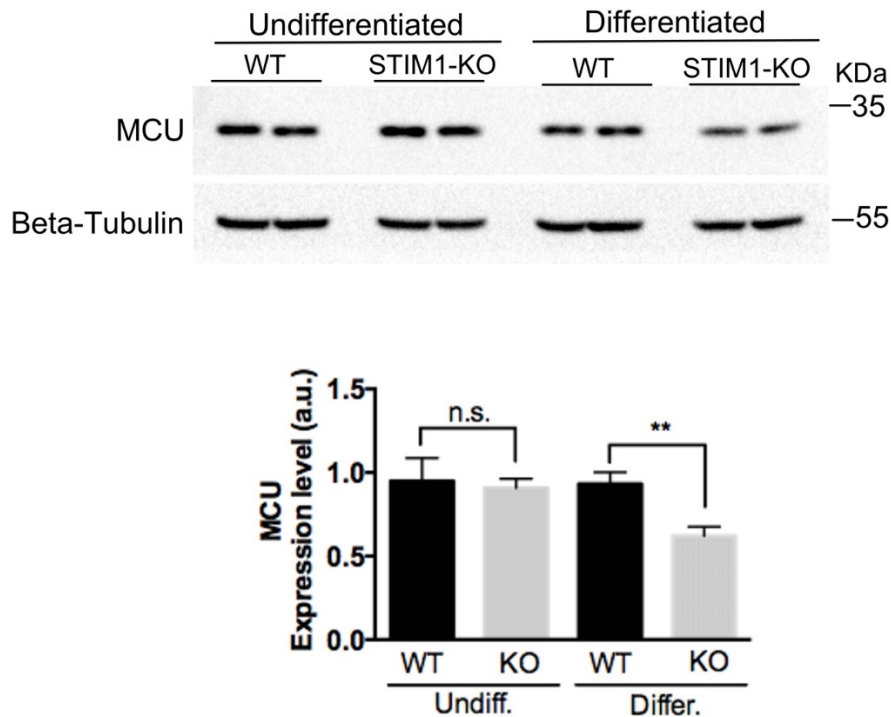 Undifferentiated Differentiated
WT STIM1-KO WT STIM1-KO KDa
MCU –35
Beta-Tubulin –55
MCU
Expression level (a.u.)
1.5
1.0
0.5
0.0
n.s. **
WT KO WT KO
Undiff. Differ.